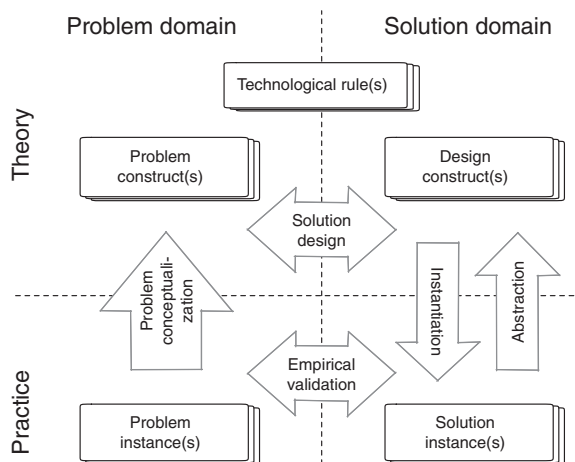 Problem domain
Solution domain
Technological rule(s)
Theory
Problem
construct(s)
Design
construct(s)
Solution
design
Problem
conceptuali-
zation
Instantiation
Abstraction
Empirical
validation
Practice
Problem
instance(s)
Solution
instance(s)